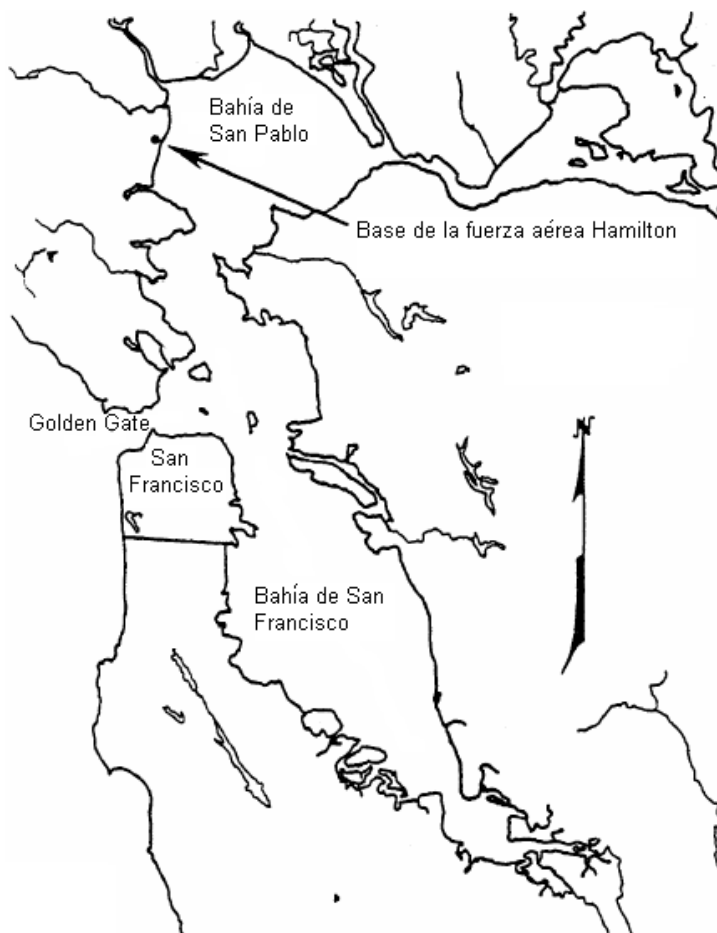 Bahía de
San Pablo
Base de la fuerza aérea Hamilton
Golden Gate
San
Francisco
N
Bahía de San
Francisco